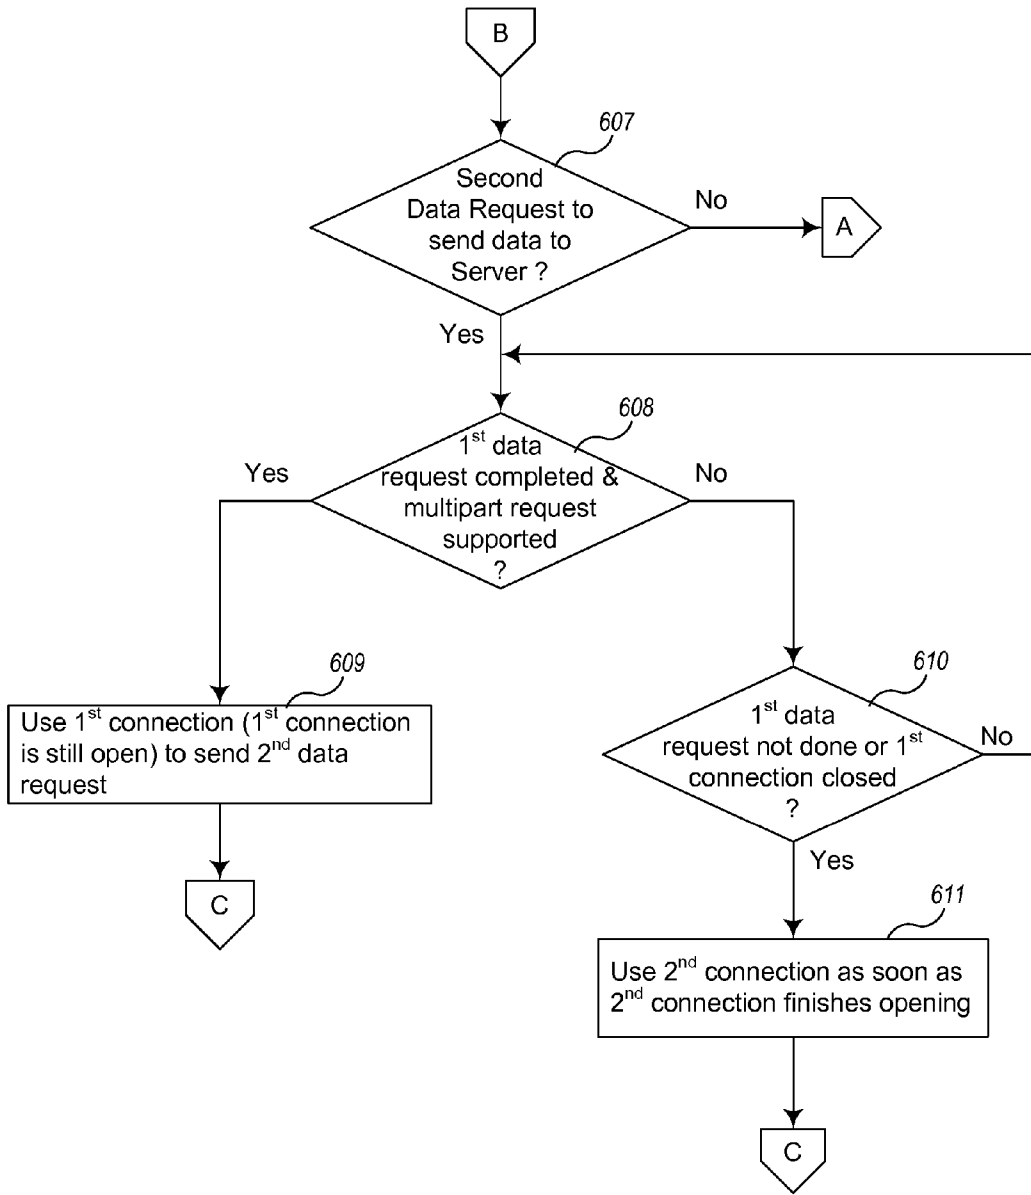 B
607
Second
Data Request to
send data to
Server ?
No
A
Yes
608
1st data
request completed &
multipart request
supported
?
Yes
No
609
Use 1st connection (1st connection
is still open) to send 2nd data
request
C
610
1st data
request not done or 1st
connection closed
?
No
Yes
611
Use 2nd connection as soon as
2nd connection finishes opening
C